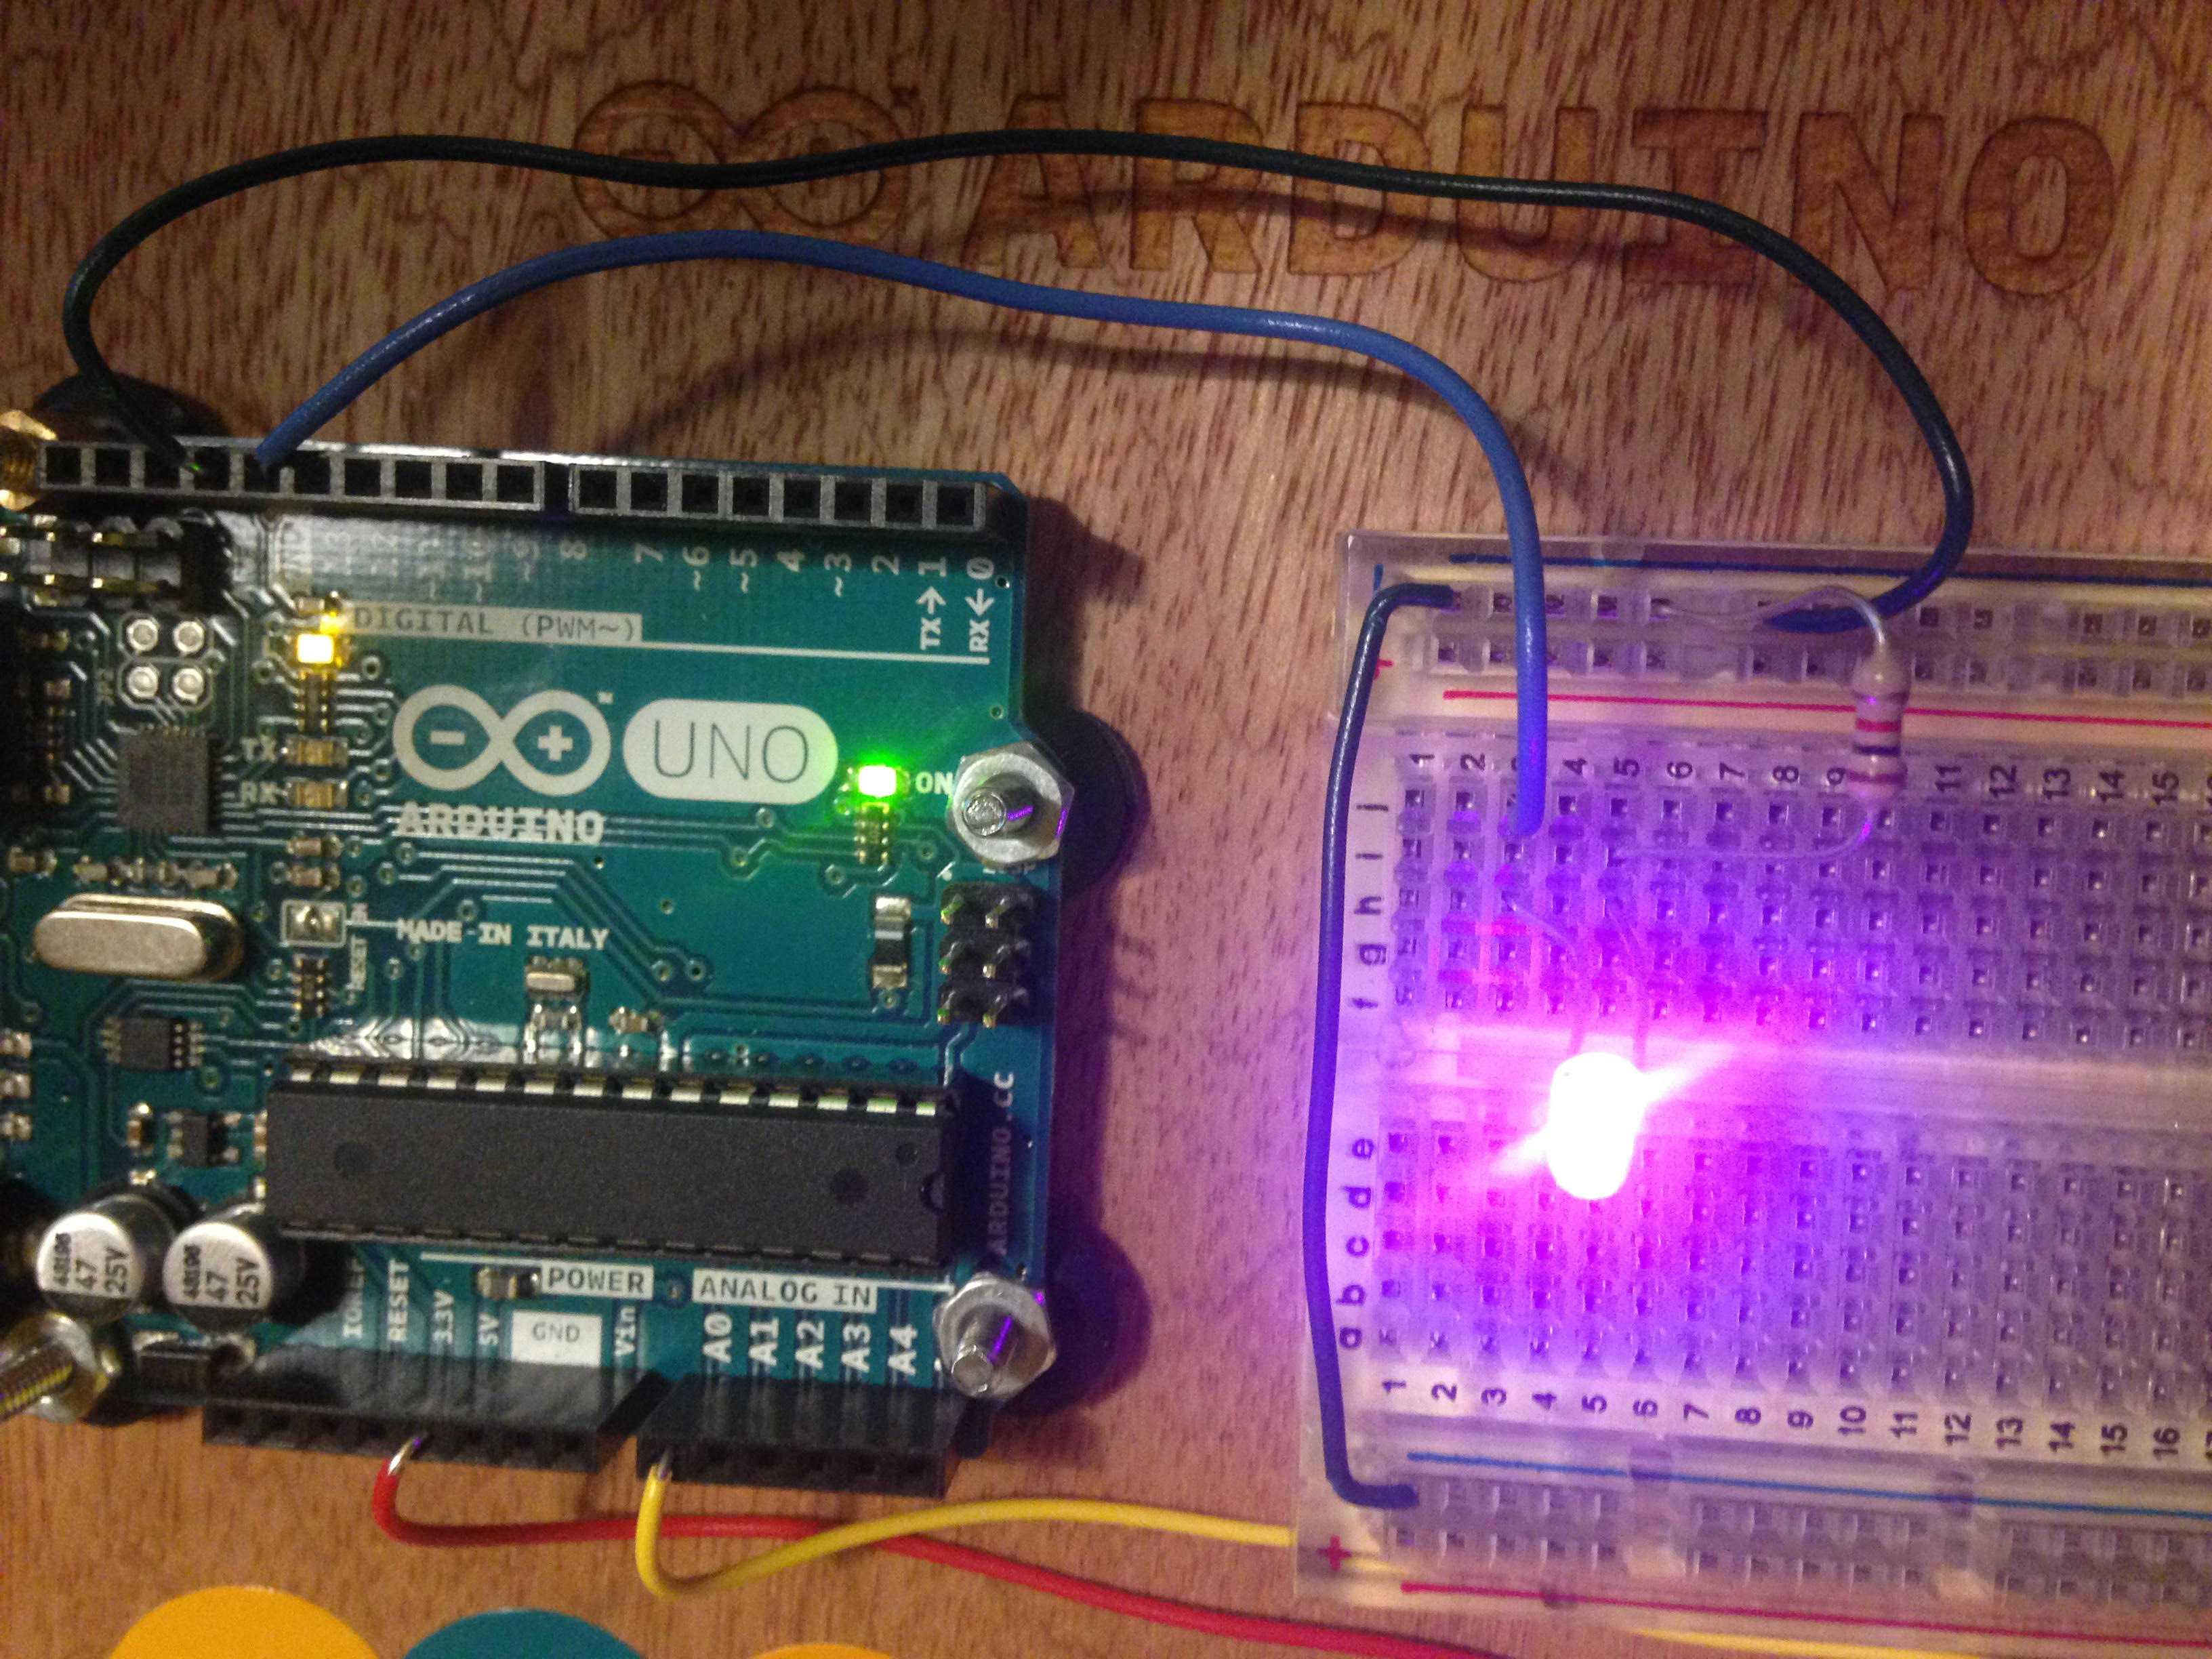 ARDUINO
8 7 ~6 ~5 4 ~3 2 TX→1 RX←0
DIGITAL (PWM~)
TX
RX
UNO
ON
ARDUINO
MADE IN ITALY
RESET
ARDUINO.CC
47
25V
47
25V
POWER
ANALOG IN
IOREF RESET 3.3V 5V GND Vin A0 A1 A2 A3 A4
-
+
1 2 3 4 5 6 7 8 9 11 12 13 14 15
j
i
h
g
f
e
d
c
b
a
1 2 3 4 5 6 7 8 9 10 11 12 13 14 15 16
+